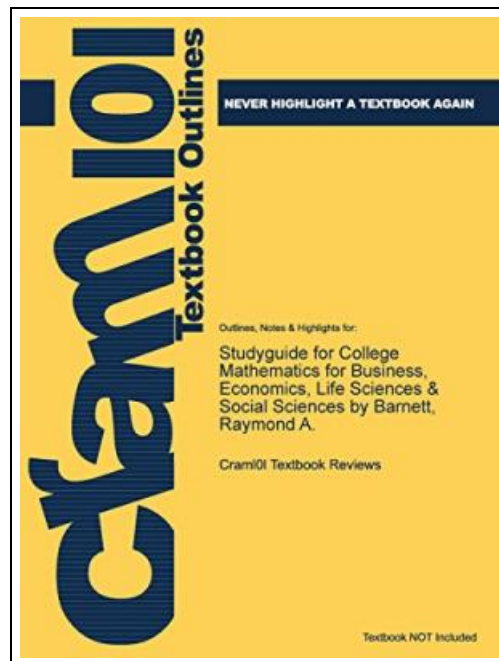 Cram101
Textbook Outlines
NEVER HIGHLIGHT A TEXTBOOK AGAIN
Outlines, Notes & Highlights for:
Studyguide for College
Mathematics for Business,
Economics, Life Sciences &
Social Sciences by Barnett,
Raymond A.
Cram101 Textbook Reviews
Textbook NOT Included